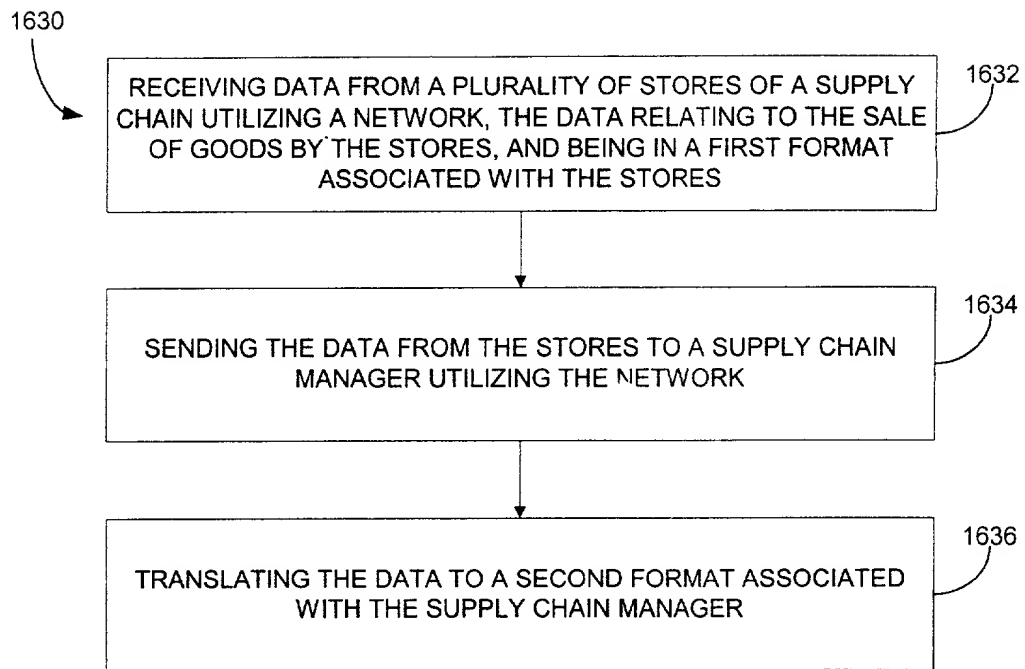 1630
RECEIVING DATA FROM A PLURALITY OF STORES OF A SUPPLY
CHAIN UTILIZING A NETWORK, THE DATA RELATING TO THE SALE
OF GOODS BY THE STORES, AND BEING IN A FIRST FORMAT
ASSOCIATED WITH THE STORES
1632
SENDING THE DATA FROM THE STORES TO A SUPPLY CHAIN
MANAGER UTILIZING THE NETWORK
1634
TRANSLATING THE DATA TO A SECOND FORMAT ASSOCIATED
WITH THE SUPPLY CHAIN MANAGER
1636